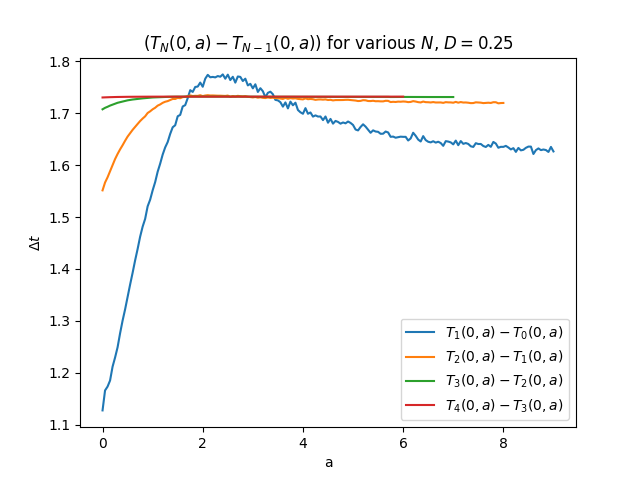 (T_N(0, a) − T_{N−1}(0, a)) for various N, D = 0.25
1.8
1.7
1.6
1.5
1.4
1.3
1.2
1.1
Δt
0 2 4 6 8
a
T_1(0, a) − T_0(0, a)
T_2(0, a) − T_1(0, a)
T_3(0, a) − T_2(0, a)
T_4(0, a) − T_3(0, a)